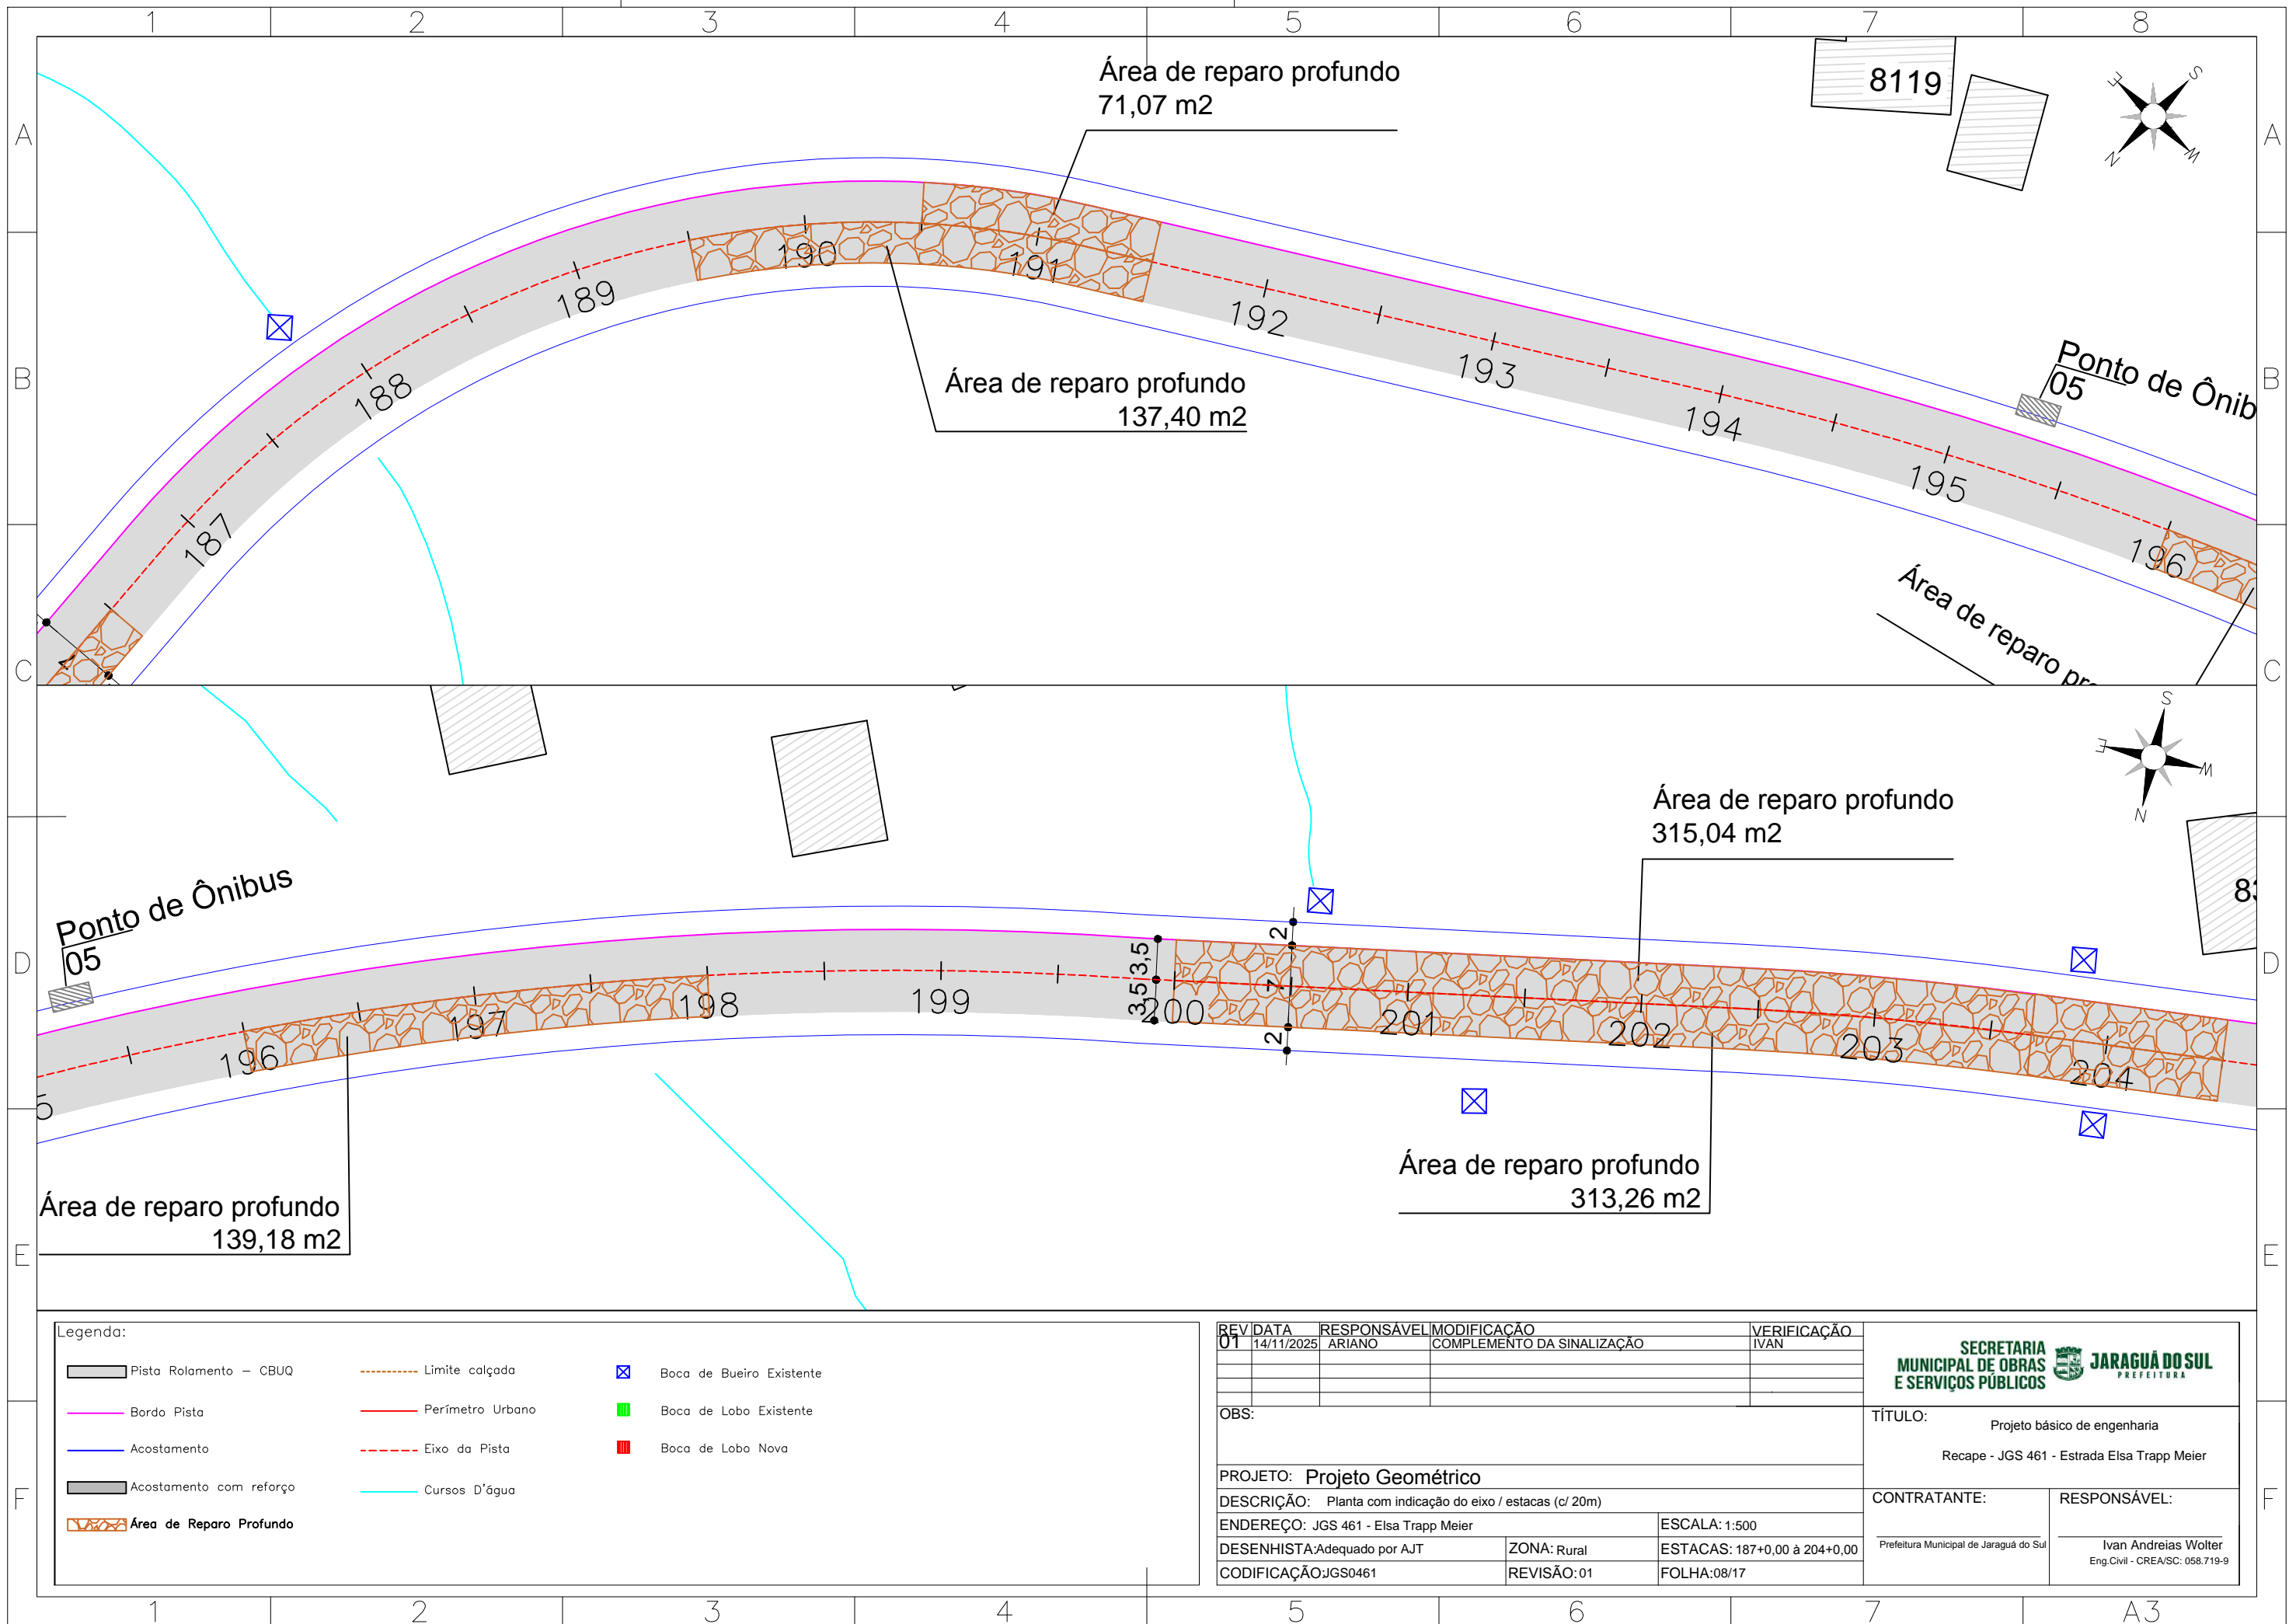 1 2 3 4 5 6 7 8
A A
B B
C C
D D
E E
F F
Área de reparo profundo
71,07 m2
8119
S
E
W
N
190
191
189
192
188
193
Área de reparo profundo
137,40 m2
194
Ponto de Ônib
05
187
195
196
Área de reparo pro
S
E
W
N
Área de reparo profundo
315,04 m2
Ponto de Ônibus
05
83
2
3,5 3,5
7
2
196
197
198
199
200
201
202
203
204
5
Área de reparo profundo
139,18 m2
Área de reparo profundo
313,26 m2
Legenda:
Pista Rolamento – CBUQ
Bordo Pista
Acostamento
Acostamento com reforço
Área de Reparo Profundo
Limite calçada
Perímetro Urbano
Eixo da Pista
Cursos D'água
Boca de Bueiro Existente
Boca de Lobo Existente
Boca de Lobo Nova
REV DATA RESPONSÁVEL MODIFICAÇÃO VERIFICAÇÃO
01 14/11/2025 ARIANO COMPLEMENTO DA SINALIZAÇÃO IVAN
OBS:
PROJETO: Projeto Geométrico
DESCRIÇÃO: Planta com indicação do eixo / estacas (c/ 20m)
ENDEREÇO: JGS 461 - Elsa Trapp Meier ESCALA: 1:500
DESENHISTA:Adequado por AJT ZONA: Rural ESTACAS: 187+0,00 à 204+0,00
CODIFICAÇÃO:JGS0461 REVISÃO: 01 FOLHA:08/17
SECRETARIA
MUNICIPAL DE OBRAS
E SERVIÇOS PÚBLICOS
JARAGUÁ DO SUL
PREFEITURA
TÍTULO:
Projeto básico de engenharia
Recape - JGS 461 - Estrada Elsa Trapp Meier
CONTRATANTE:
Prefeitura Municipal de Jaraguá do Sul
RESPONSÁVEL:
Ivan Andreias Wolter
Eng.Civil - CREA/SC: 058.719-9
1 2 3 4 5 6 7 A3